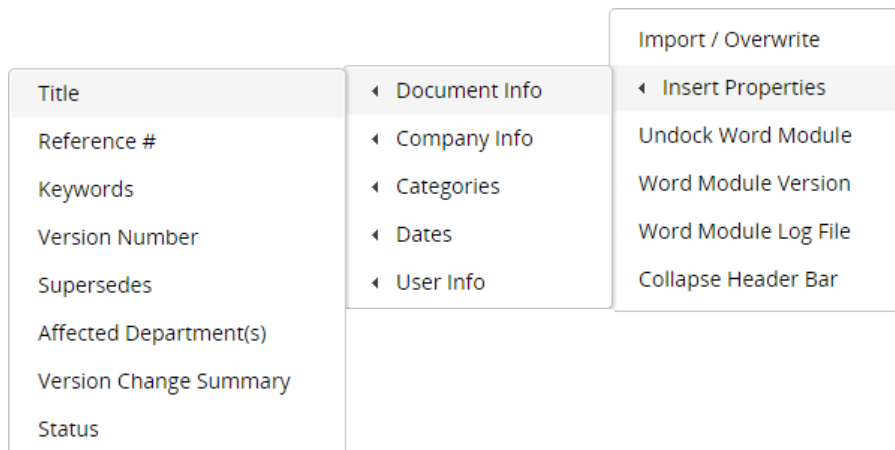 Import / Overwrite
Insert Properties
Undock Word Module
Word Module Version
Word Module Log File
Collapse Header Bar
Document Info
Company Info
Categories
Dates
User Info
Title
Reference #
Keywords
Version Number
Supersedes
Affected Department(s)
Version Change Summary
Status